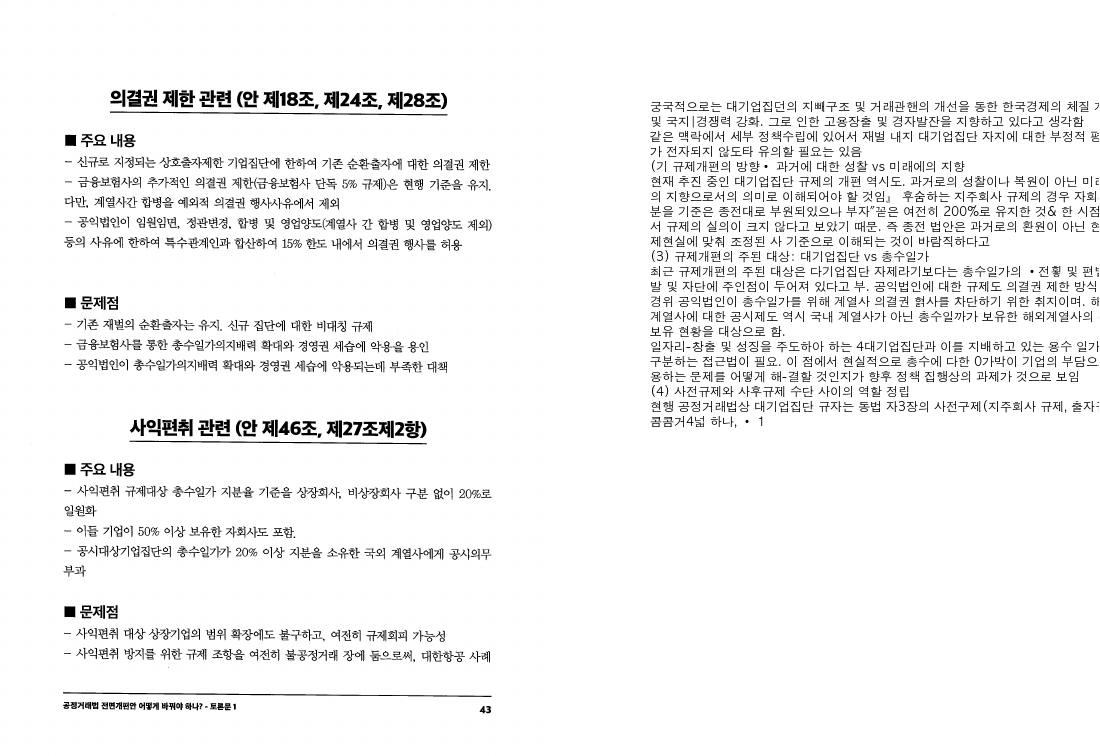 의결권 제한 관련 (안 제18조, 제24조, 제28조)
■ 주요 내용
- 신규로 지정되는 상호출자제한 기업집단에 한하여 기존 순환출자에 대한 의결권 제한
- 금융보험사의 추가적인 의결권 제한(금융보험사 단독 5% 규제)은 현행 기준을 유지.
다만, 계열사간 합병을 예외적 의결권 행사사유에서 제외
- 공익법인이 임원임면, 정관변경, 합병 및 영업양도(계열사 간 합병 및 영업양도 제외)
등의 사유에 한하여 특수관계인과 합산하여 15% 한도 내에서 의결권 행사를 허용
■ 문제점
- 기존 재벌의 순환출자는 유지. 신규 집단에 대한 비대칭 규제
- 금융보험사를 통한 총수일가의지배력 확대와 경영권 세습에 악용을 용인
- 공익법인이 총수일가의지배력 확대와 경영권 세습에 악용되는데 부족한 대책
사익편취 관련 (안 제46조, 제27조제2항)
■ 주요 내용
- 사익편취 규제대상 총수일가 지분율 기준을 상장회사, 비상장회사 구분 없이 20%로
일원화
- 이들 기업이 50% 이상 보유한 자회사도 포함.
- 공시대상기업집단의 총수일가가 20% 이상 지분을 소유한 국외 계열사에게 공시의무
부과
■ 문제점
- 사익편취 대상 상장기업의 범위 확장에도 불구하고, 여전히 규제회피 가능성
- 사익편취 방지를 위한 규제 조항을 여전히 불공정거래 장에 둠으로써, 대한항공 사례
공정거래법 전면개편안 어떻게 바꿔야 하나? - 토론문 1
43
궁국적으로는 대기업집던의 지빼구조 및 거래관핸의 개선을 동한 한국경제의 체질 기
및 국지|경쟁력 강화. 그로 인한 고용장출 및 경자발잔을 지향하고 있다고 생각함
같은 맥락에서 세부 정책수립에 있어서 재벌 내지 대기업집단 자지에 대한 부정적 평
가 전자되지 않도타 유의할 필요는 있음
(기 규제개편의 방향 • 과거에 대한 성찰 vs 미래에의 지향
현재 추진 중인 대기업집단 규제의 개편 역시도. 과거로의 성찰이나 복원이 아닌 미래
의 지향으로서의 의미로 이해되어야 할 것임』 후숨하는 지주회사 규제의 경우 자회
분을 기준은 종전대로 부원되있으나 부자"꼳은 여전히 200%로 유지한 것& 한 시점
서 규제의 실의이 크지 않다고 보았기 때문. 즉 종전 법안은 과거로의 환원이 아닌 현
제현실에 맞춰 조정된 사 기준으로 이해되는 것이 바람직하다고
(3) 규제개편의 주된 대상: 대기업집단 vs 총수일가
최근 규제개편의 주된 대상은 다기업집단 자제라기보다는 총수일가의 • 전횧 및 편법
발 및 자단에 주인점이 두어져 있다고 부. 공익법인에 대한 규제도 의결권 제한 방식
경위 공익법인이 총수일가를 위해 계열사 의결권 혉사를 차단하기 위한 취지이며. 해
계열사에 대한 공시제도 역시 국내 계열사가 아닌 총수일까가 보유한 해외계열사의
보유 현황을 대상으로 함.
일자리-창출 및 성징을 주도하아 하는 4대기업집단과 이를 지배하고 있는 용수 일가
구분하는 접근법이 필요. 이 점에서 현실적으로 총수에 다한 0가박이 기업의 부담으
용하는 문제를 어떻게 해-결할 것인지가 향후 정책 집행상의 과제가 것으로 보임
(4) 사전규제와 사후규제 수단 사이의 역할 정립
현행 공정거래법상 대기업집단 규자는 동법 자3장의 사전구제(지주회사 규제, 출자구
콤콤거4넓 하나, • 1